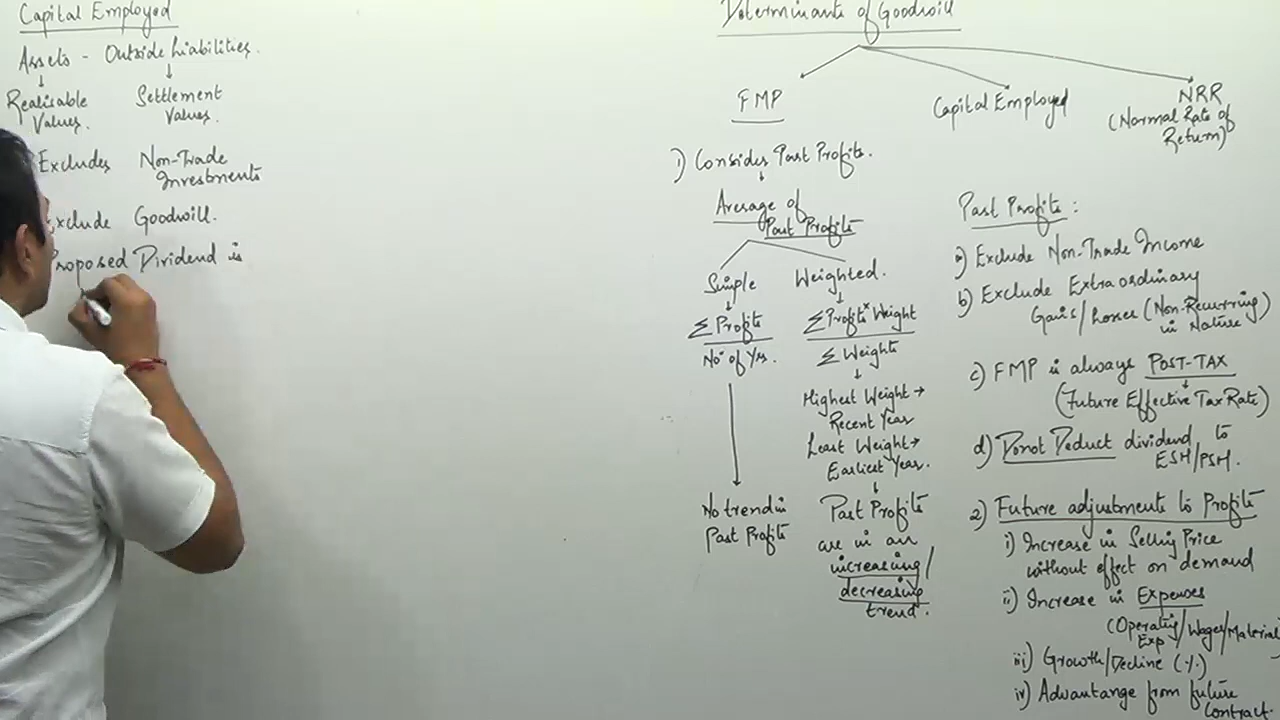 Capital Employed
Assets - Outside Liabilities.
Realisable Values.
Settlement Values.
Excludes Non-Trade Investments
Exclude Goodwill.
Proposed Dividend is
Determinants of Goodwill
FMP
Capital Employed
NRR
(Normal Rate of
Return)
1) Considers Past Profits.
Average of
Past Profits
Simple
Σ Profits
No. of Yrs.
No trend in
Past Profits
Weighted.
Σ Profits × Weight
Σ Weights
Highest Weight →
Recent Year
Least Weight →
Earliest Year.
Past Profits
are in an
increasing/
decreasing
trend.
Past Profits:
a) Exclude Non-Trade Income
b) Exclude Extraordinary
Gains/Losses (Non-Recurring
in Nature)
c) FMP is always POST-TAX
(Future Effective Tax Rate)
d) Donot Deduct dividend to
ESH/PSH.
2) Future adjustments to Profits
i) Increase in Selling Price
without effect on demand
ii) Increase in Expenses
(Operating Exp/Wages/Material)
iii) Growth/Decline (%)
iv) Advantange from future
Contract.